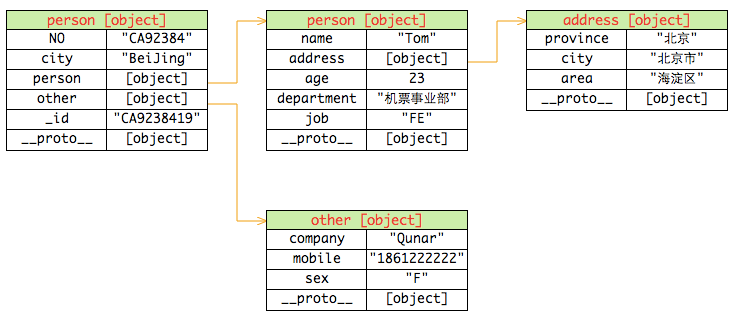 person [object]
NO "CA92384"
city "BeiJing"
person [object]
other [object]
_id "CA9238419"
__proto__ [object]
person [object]
name "Tom"
address [object]
age 23
department "机票事业部"
job "FE"
__proto__ [object]
address [object]
province "北京"
city "北京市"
area "海淀区"
__proto__ [object]
other [object]
company "Qunar"
mobile "1861222222"
sex "F"
__proto__ [object]